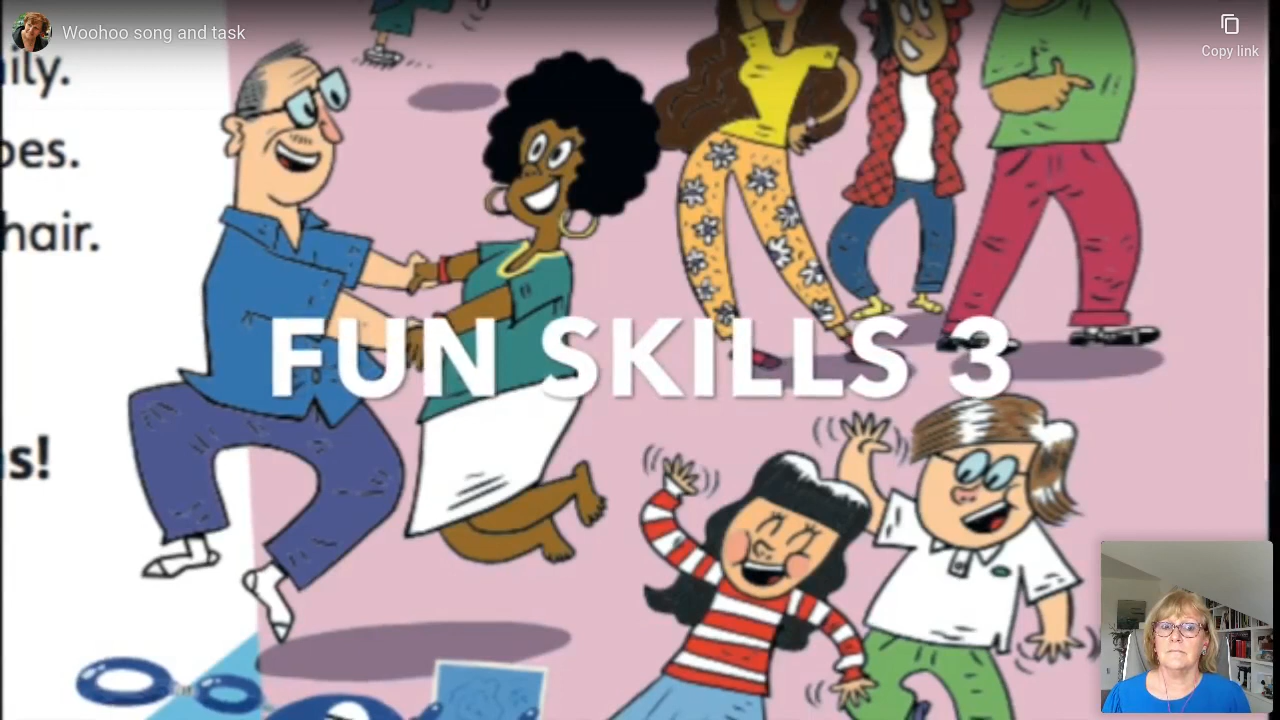 Woohoo song and task
Copy link
ily.
oes.
hair.
FUN SKILLS 3
s!